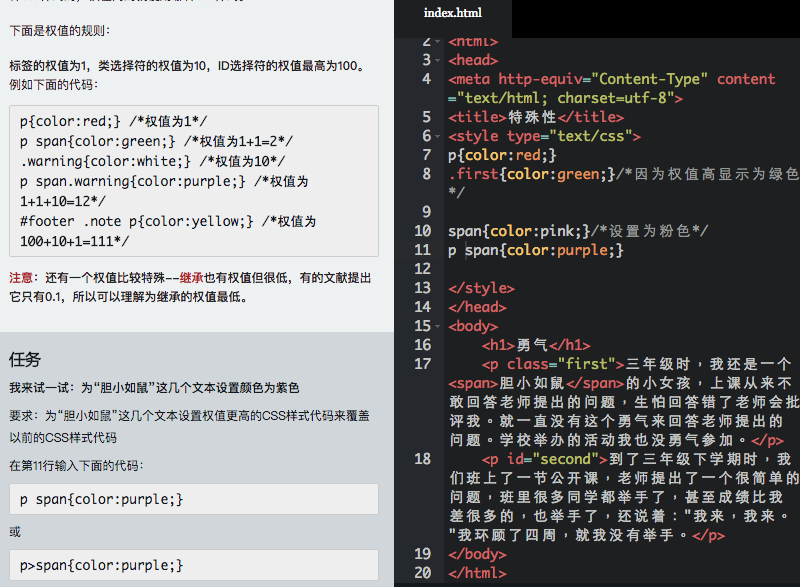 下面是权值的规则：
标签的权值为1，类选择符的权值为10，ID选择符的权值最高为100。
例如下面的代码：
p{color:red;} /*权值为1*/
p span{color:green;} /*权值为1+1=2*/
.warning{color:white;} /*权值为10*/
p span.warning{color:purple;} /*权值为
1+1+10=12*/
#footer .note p{color:yellow;} /*权值为
100+10+1=111*/
注意：还有一个权值比较特殊--继承也有权值但很低，有的文献提出
它只有0.1，所以可以理解为继承的权值最低。
任务
我来试一试：为“胆小如鼠”这几个文本设置颜色为紫色
要求：为“胆小如鼠”这几个文本设置权值更高的CSS样式代码来覆盖
以前的CSS样式代码
在第11行输入下面的代码：
p span{color:purple;}
或
p>span{color:purple;}
index.html
2 <html>
3 <head>
4 <meta http-equiv="Content-Type" content
="text/html; charset=utf-8">
5 <title>特殊性</title>
6 <style type="text/css">
7 p{color:red;}
8 .first{color:green;}/*因为权值高显示为绿色
*/
9
10 span{color:pink;}/*设置为粉色*/
11 p span{color:purple;}
12
13 </style>
14 </head>
15 <body>
16 <h1>勇气</h1>
17 <p class="first">三年级时，我还是一个
<span>胆小如鼠</span>的小女孩，上课从来不
敢回答老师提出的问题，生怕回答错了老师会批
评我。就一直没有这个勇气来回答老师提出的
问题。学校举办的活动我也没勇气参加。</p>
18 <p id="second">到了三年级下学期时，我
们班上了一节公开课，老师提出了一个很简单的
问题，班里很多同学都举手了，甚至成绩比我
差很多的，也举手了，还说着："我来，我来。
"我环顾了四周，就我没有举手。</p>
19 </body>
20 </html>